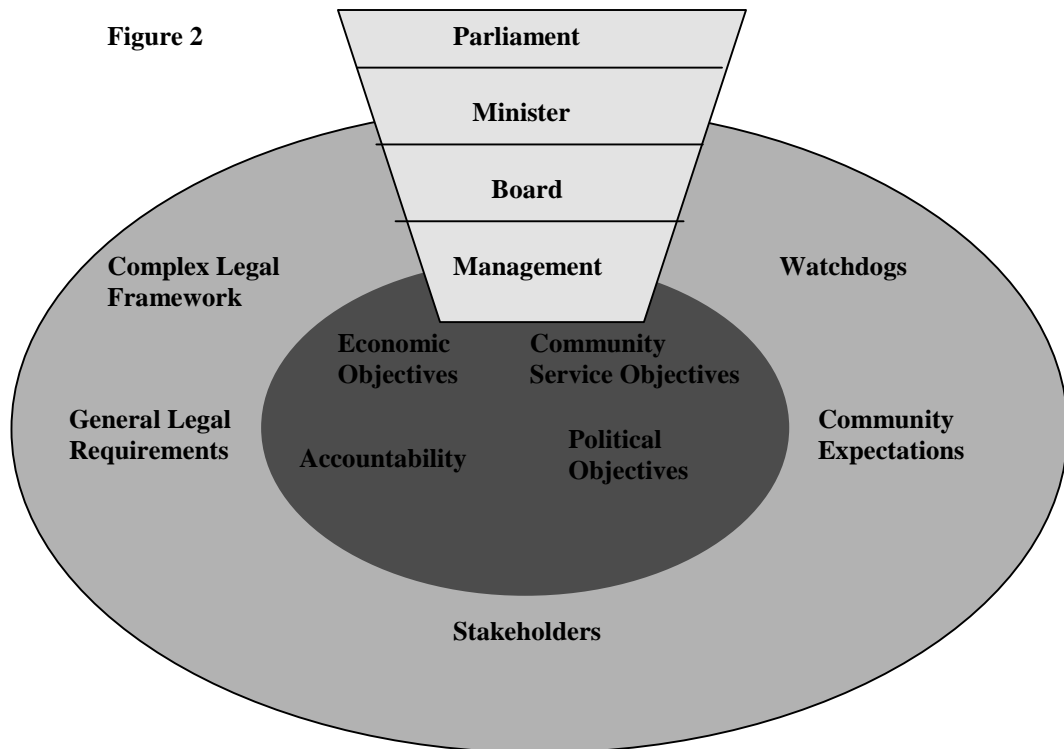 Figure 2
Parliament
Minister
Board
Management
Complex Legal
Framework
Watchdogs
Economic
Objectives
Community
Service Objectives
General Legal
Requirements
Accountability
Political
Objectives
Community
Expectations
Stakeholders